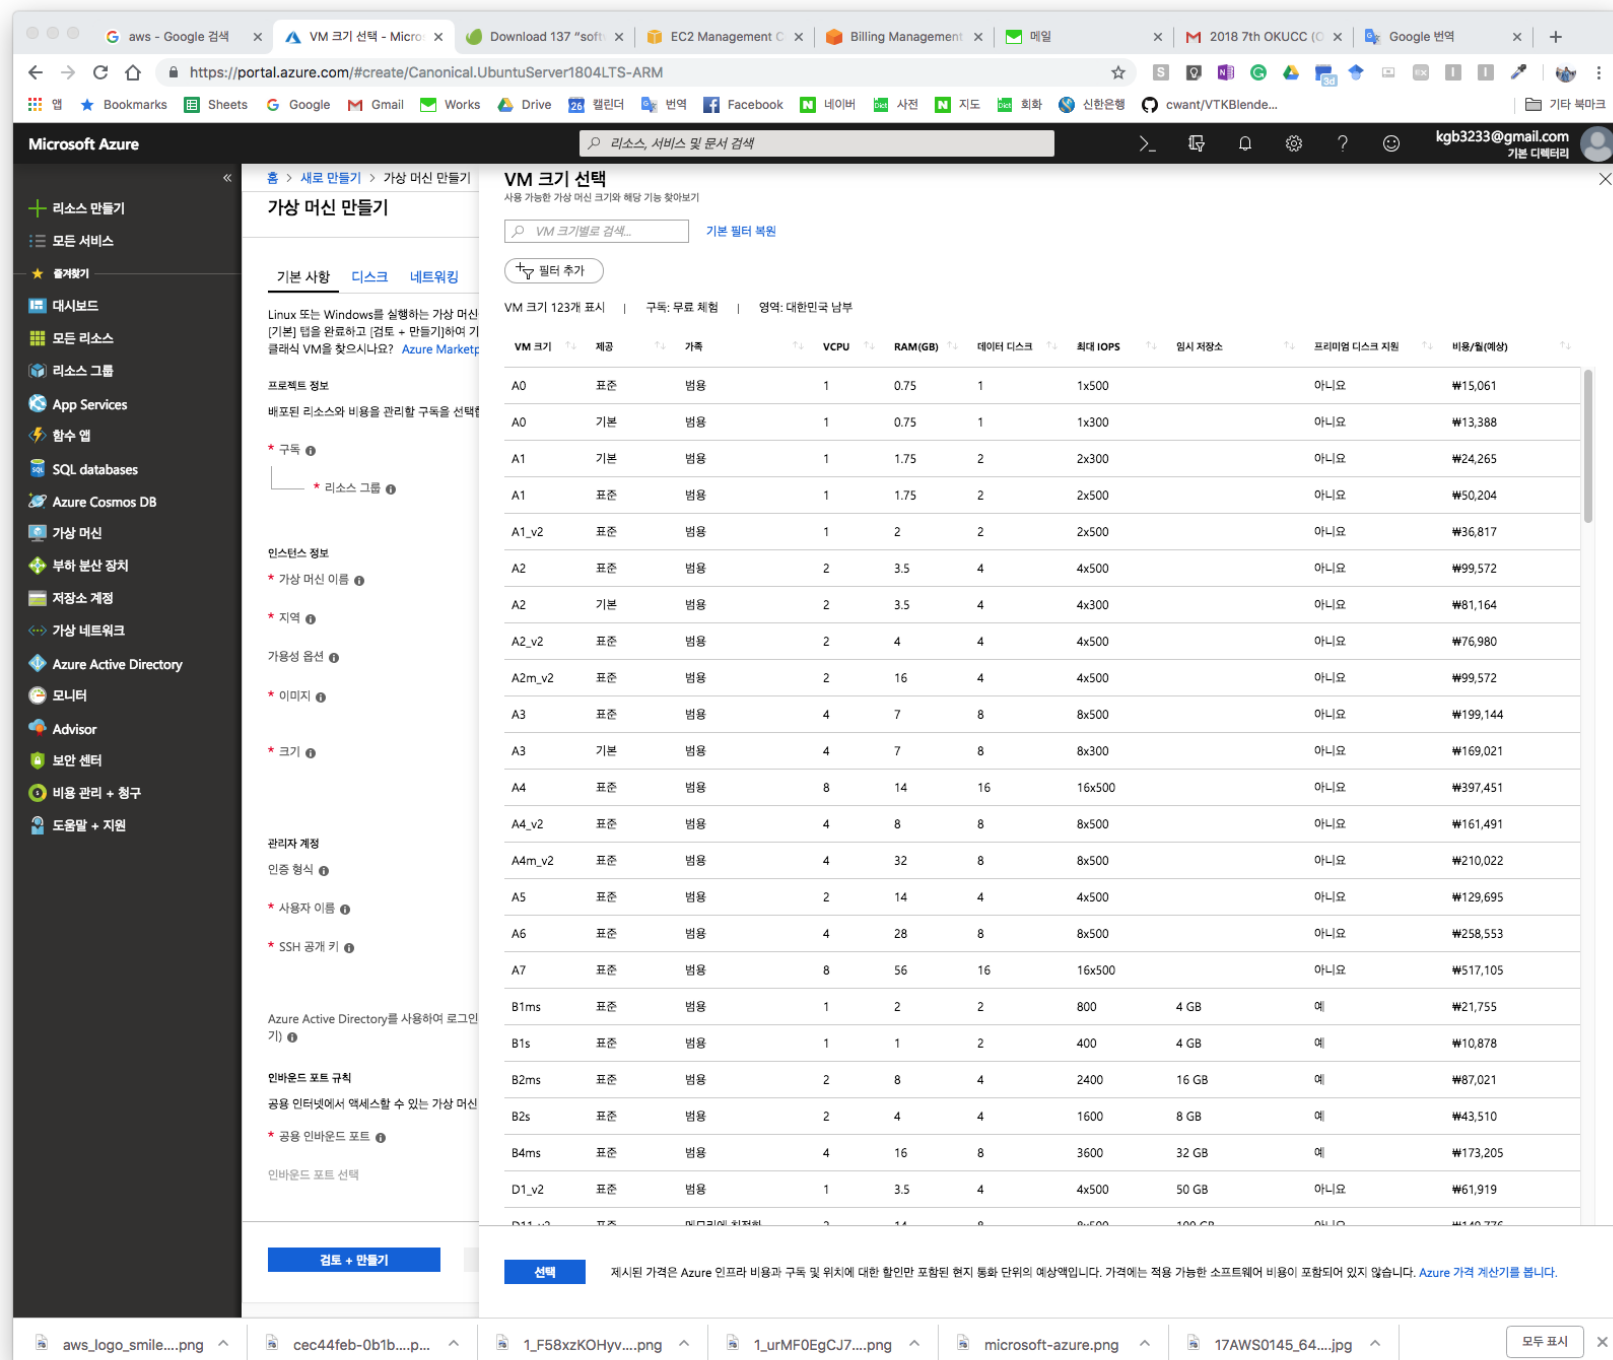 aws - Google 검색
VM 크기 선택 - Micros
Download 137 "soft
EC2 Management C
Billing Management
메일
2018 7th OKUCC (O
Google 번역
https://portal.azure.com/#create/Canonical.UbuntuServer1804LTS-ARM
앱 Bookmarks Sheets Google Gmail Works Drive 캘린더 번역 Facebook 네이버 사전 지도 회화 신한은행 cwant/VTKBlende... 기타 북마크
Microsoft Azure
리소스, 서비스 및 문서 검색
kgb3233@gmail.com
기본 디렉터리
리소스 만들기
모든 서비스
즐겨찾기
대시보드
모든 리소스
리소스 그룹
App Services
함수 앱
SQL databases
Azure Cosmos DB
가상 머신
부하 분산 장치
저장소 계정
가상 네트워크
Azure Active Directory
모니터
Advisor
보안 센터
비용 관리 + 청구
도움말 + 지원
홈 > 새로 만들기 > 가상 머신 만들기
가상 머신 만들기
기본 사항 디스크 네트워킹
Linux 또는 Windows를 실행하는 가상 머신
[기본] 탭을 완료하고 [검토 + 만들기]하여 기
클래식 VM을 찾으시나요? Azure Marketp
프로젝트 정보
배포된 리소스와 비용을 관리할 구독을 선택합
* 구독
* 리소스 그룹
인스턴스 정보
* 가상 머신 이름
* 지역
가용성 옵션
* 이미지
* 크기
관리자 계정
인증 형식
* 사용자 이름
* SSH 공개 키
Azure Active Directory를 사용하여 로그인
기)
인바운드 포트 규칙
공용 인터넷에서 액세스할 수 있는 가상 머신
* 공용 인바운드 포트
인바운드 포트 선택
검토 + 만들기
VM 크기 선택
사용 가능한 가상 머신 크기와 해당 기능 찾아보기
VM 크기별로 검색...
기본 필터 복원
필터 추가
VM 크기 123개 표시 | 구독: 무료 체험 | 영역: 대한민국 남부
VM 크기 제공 가족 VCPU RAM(GB) 데이터 디스크 최대 IOPS 임시 저장소 프리미엄 디스크 지원 비용/월(예상)
A0 표준 범용 1 0.75 1 1x500 아니요 ₩15,061
A0 기본 범용 1 0.75 1 1x300 아니요 ₩13,388
A1 기본 범용 1 1.75 2 2x300 아니요 ₩24,265
A1 표준 범용 1 1.75 2 2x500 아니요 ₩50,204
A1_v2 표준 범용 1 2 2 2x500 아니요 ₩36,817
A2 표준 범용 2 3.5 4 4x500 아니요 ₩99,572
A2 기본 범용 2 3.5 4 4x300 아니요 ₩81,164
A2_v2 표준 범용 2 4 4 4x500 아니요 ₩76,980
A2m_v2 표준 범용 2 16 4 4x500 아니요 ₩99,572
A3 표준 범용 4 7 8 8x500 아니요 ₩199,144
A3 기본 범용 4 7 8 8x300 아니요 ₩169,021
A4 표준 범용 8 14 16 16x500 아니요 ₩397,451
A4_v2 표준 범용 4 8 8 8x500 아니요 ₩161,491
A4m_v2 표준 범용 4 32 8 8x500 아니요 ₩210,022
A5 표준 범용 2 14 4 4x500 아니요 ₩129,695
A6 표준 범용 4 28 8 8x500 아니요 ₩258,553
A7 표준 범용 8 56 16 16x500 아니요 ₩517,105
B1ms 표준 범용 1 2 2 800 4 GB 예 ₩21,755
B1s 표준 범용 1 1 2 400 4 GB 예 ₩10,878
B2ms 표준 범용 2 8 4 2400 16 GB 예 ₩87,021
B2s 표준 범용 2 4 4 1600 8 GB 예 ₩43,510
B4ms 표준 범용 4 16 8 3600 32 GB 예 ₩173,205
D1_v2 표준 범용 1 3.5 4 4x500 50 GB 아니요 ₩61,919
D11_v2 표준 메모리에 최적화 2 14 8 8x500 100 GB 아니요 ₩149,776
선택
제시된 가격은 Azure 인프라 비용과 구독 및 위치에 대한 할인만 포함된 현지 통화 단위의 예상액입니다. 가격에는 적용 가능한 소프트웨어 비용이 포함되어 있지 않습니다. Azure 가격 계산기를 봅니다.
aws_logo_smile....png
cec44feb-0b1b....p...
1_F58xzKOHyv....png
1_urMF0EgCJ7....png
microsoft-azure.png
17AWS0145_64....jpg
모두 표시